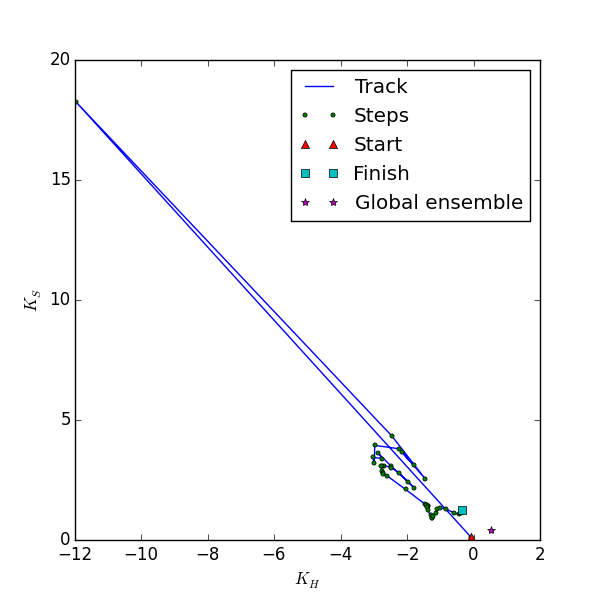 20
15
10
5
0
K_S
Track
Steps
Start
Finish
Global ensemble
−12 −10 −8 −6 −4 −2 0 2
K_H